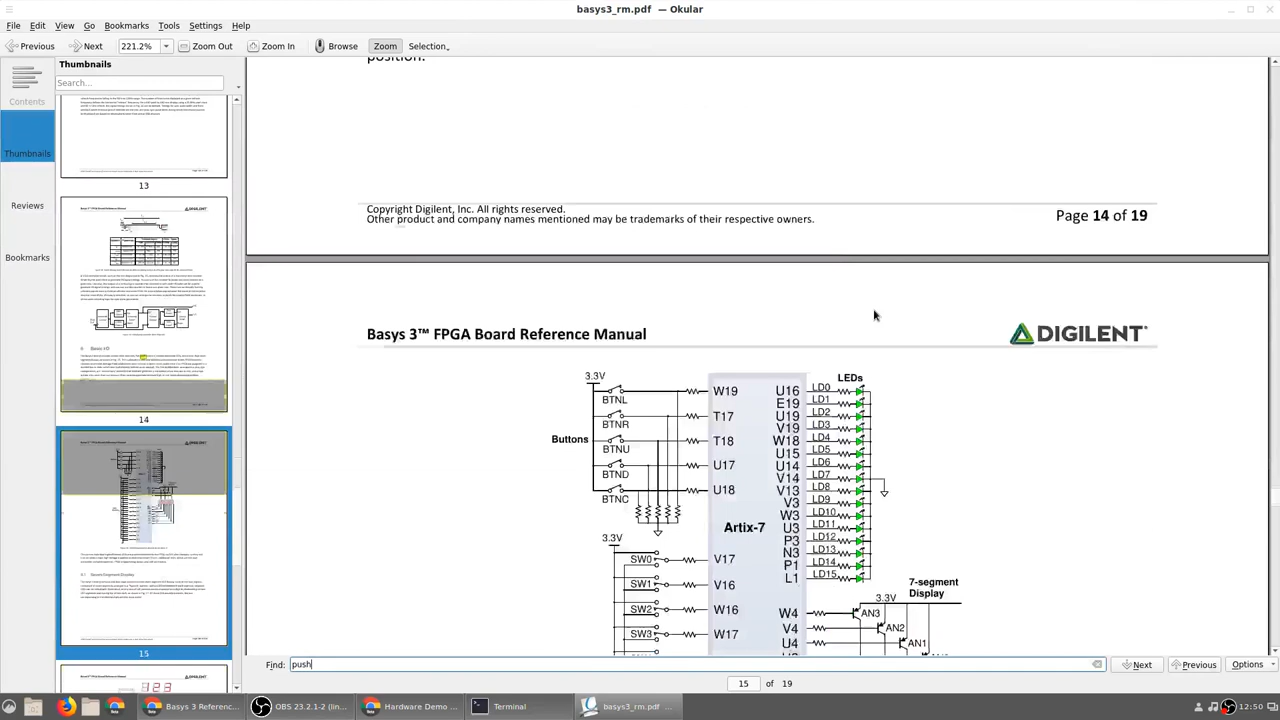 basys3_rm.pdf — Okular
File Edit View Go Bookmarks Tools Settings Help
Previous Next 221.2% Zoom Out Zoom In Browse Zoom Selection
Thumbnails
Search...
Contents
Thumbnails
Reviews
Bookmarks
13
14
15
position.
Copyright Digilent, Inc. All rights reserved.
Other product and company names mentioned may be trademarks of their respective owners.
Page 14 of 19
Basys 3™ FPGA Board Reference Manual
DIGILENT
3.3V
Buttons
BTNL
BTNR
BTNU
BTND
BTNC
W19
T17
T18
U17
U18
Artix-7
3.3V
SW0
SW1
SW2
SW3
V17
V16
W16
W17
LEDs
U16 LD0
E19 LD1
U19 LD2
V19 LD3
W18 LD4
U15 LD5
U14 LD6
V14 LD7
V13 LD8
V3 LD9
W3 LD10
U3 LD11
P3 LD12
N3 LD13
P1 LD14
LD15
7-segment
Display
3.3V
W4 AN3
V4 AN2
U4 AN1
Find: push
Next Previous Options
15 of 19
Basys 3 Referenc...
OBS 23.2.1-2 (lin...
Hardware Demo ...
Terminal
basys3_rm.pdf ...
12:50